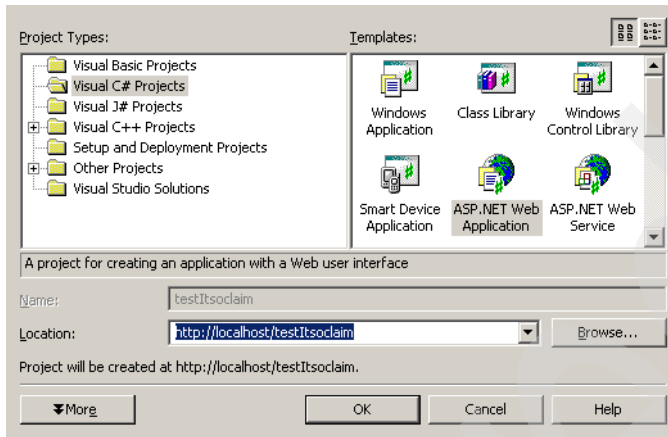 Project Types:
Templates:
Visual Basic Projects
Visual C# Projects
Visual J# Projects
Visual C++ Projects
Setup and Deployment Projects
Other Projects
Visual Studio Solutions
Windows Application
Class Library
Windows Control Library
Smart Device Application
ASP.NET Web Application
ASP.NET Web Service
A project for creating an application with a Web user interface
Name:
testItsoclaim
Location:
http://localhost/testItsoclaim
Browse...
Project will be created at http://localhost/testItsoclaim.
More
OK
Cancel
Help